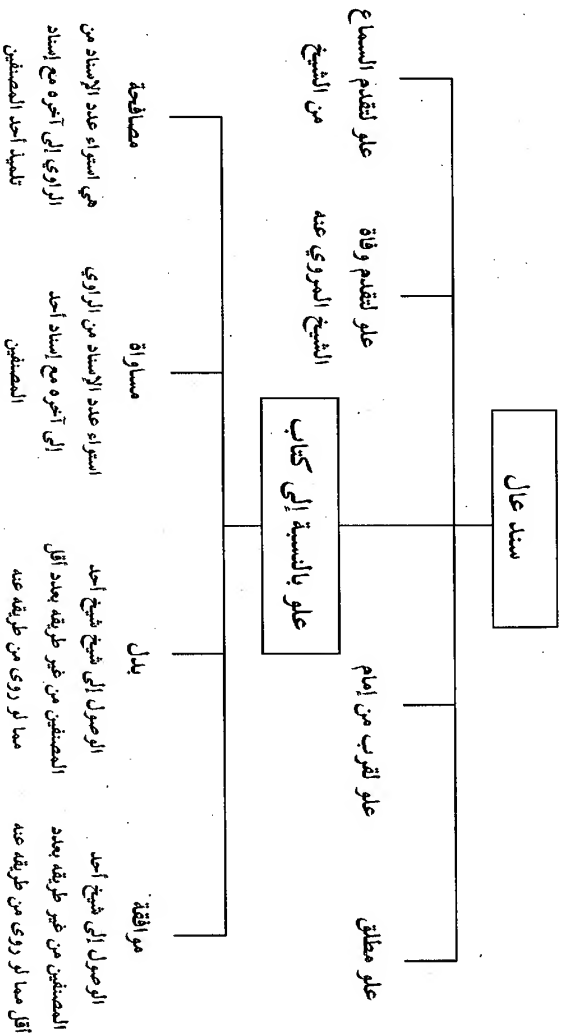 سند عال
علو مطلق
علو لقرب من إمام
علو بالنسبة إلى كتاب
علو لتقدم وفاة
الشيخ المروي عنه
علو لتقدم السماع
من الشيخ
موافقة
الوصول إلى شيخ أحد
المصنفين من غير طريقه بعدد
أقل مما لو روى من طريقه عنه
بدل
الوصول إلى شيخ شيخ أحد
المصنفين من غير طريقه بعدد أقل
مما لو روى من طريقه عنه
مساواة
استواء عدد الإسناد من الراوي
إلى آخره مع إسناد أحد
المصنفين
مصافحة
هي استواء عدد الإسناد من
الراوي إلى آخره مع إسناد
تلميذ أحد المصنفين